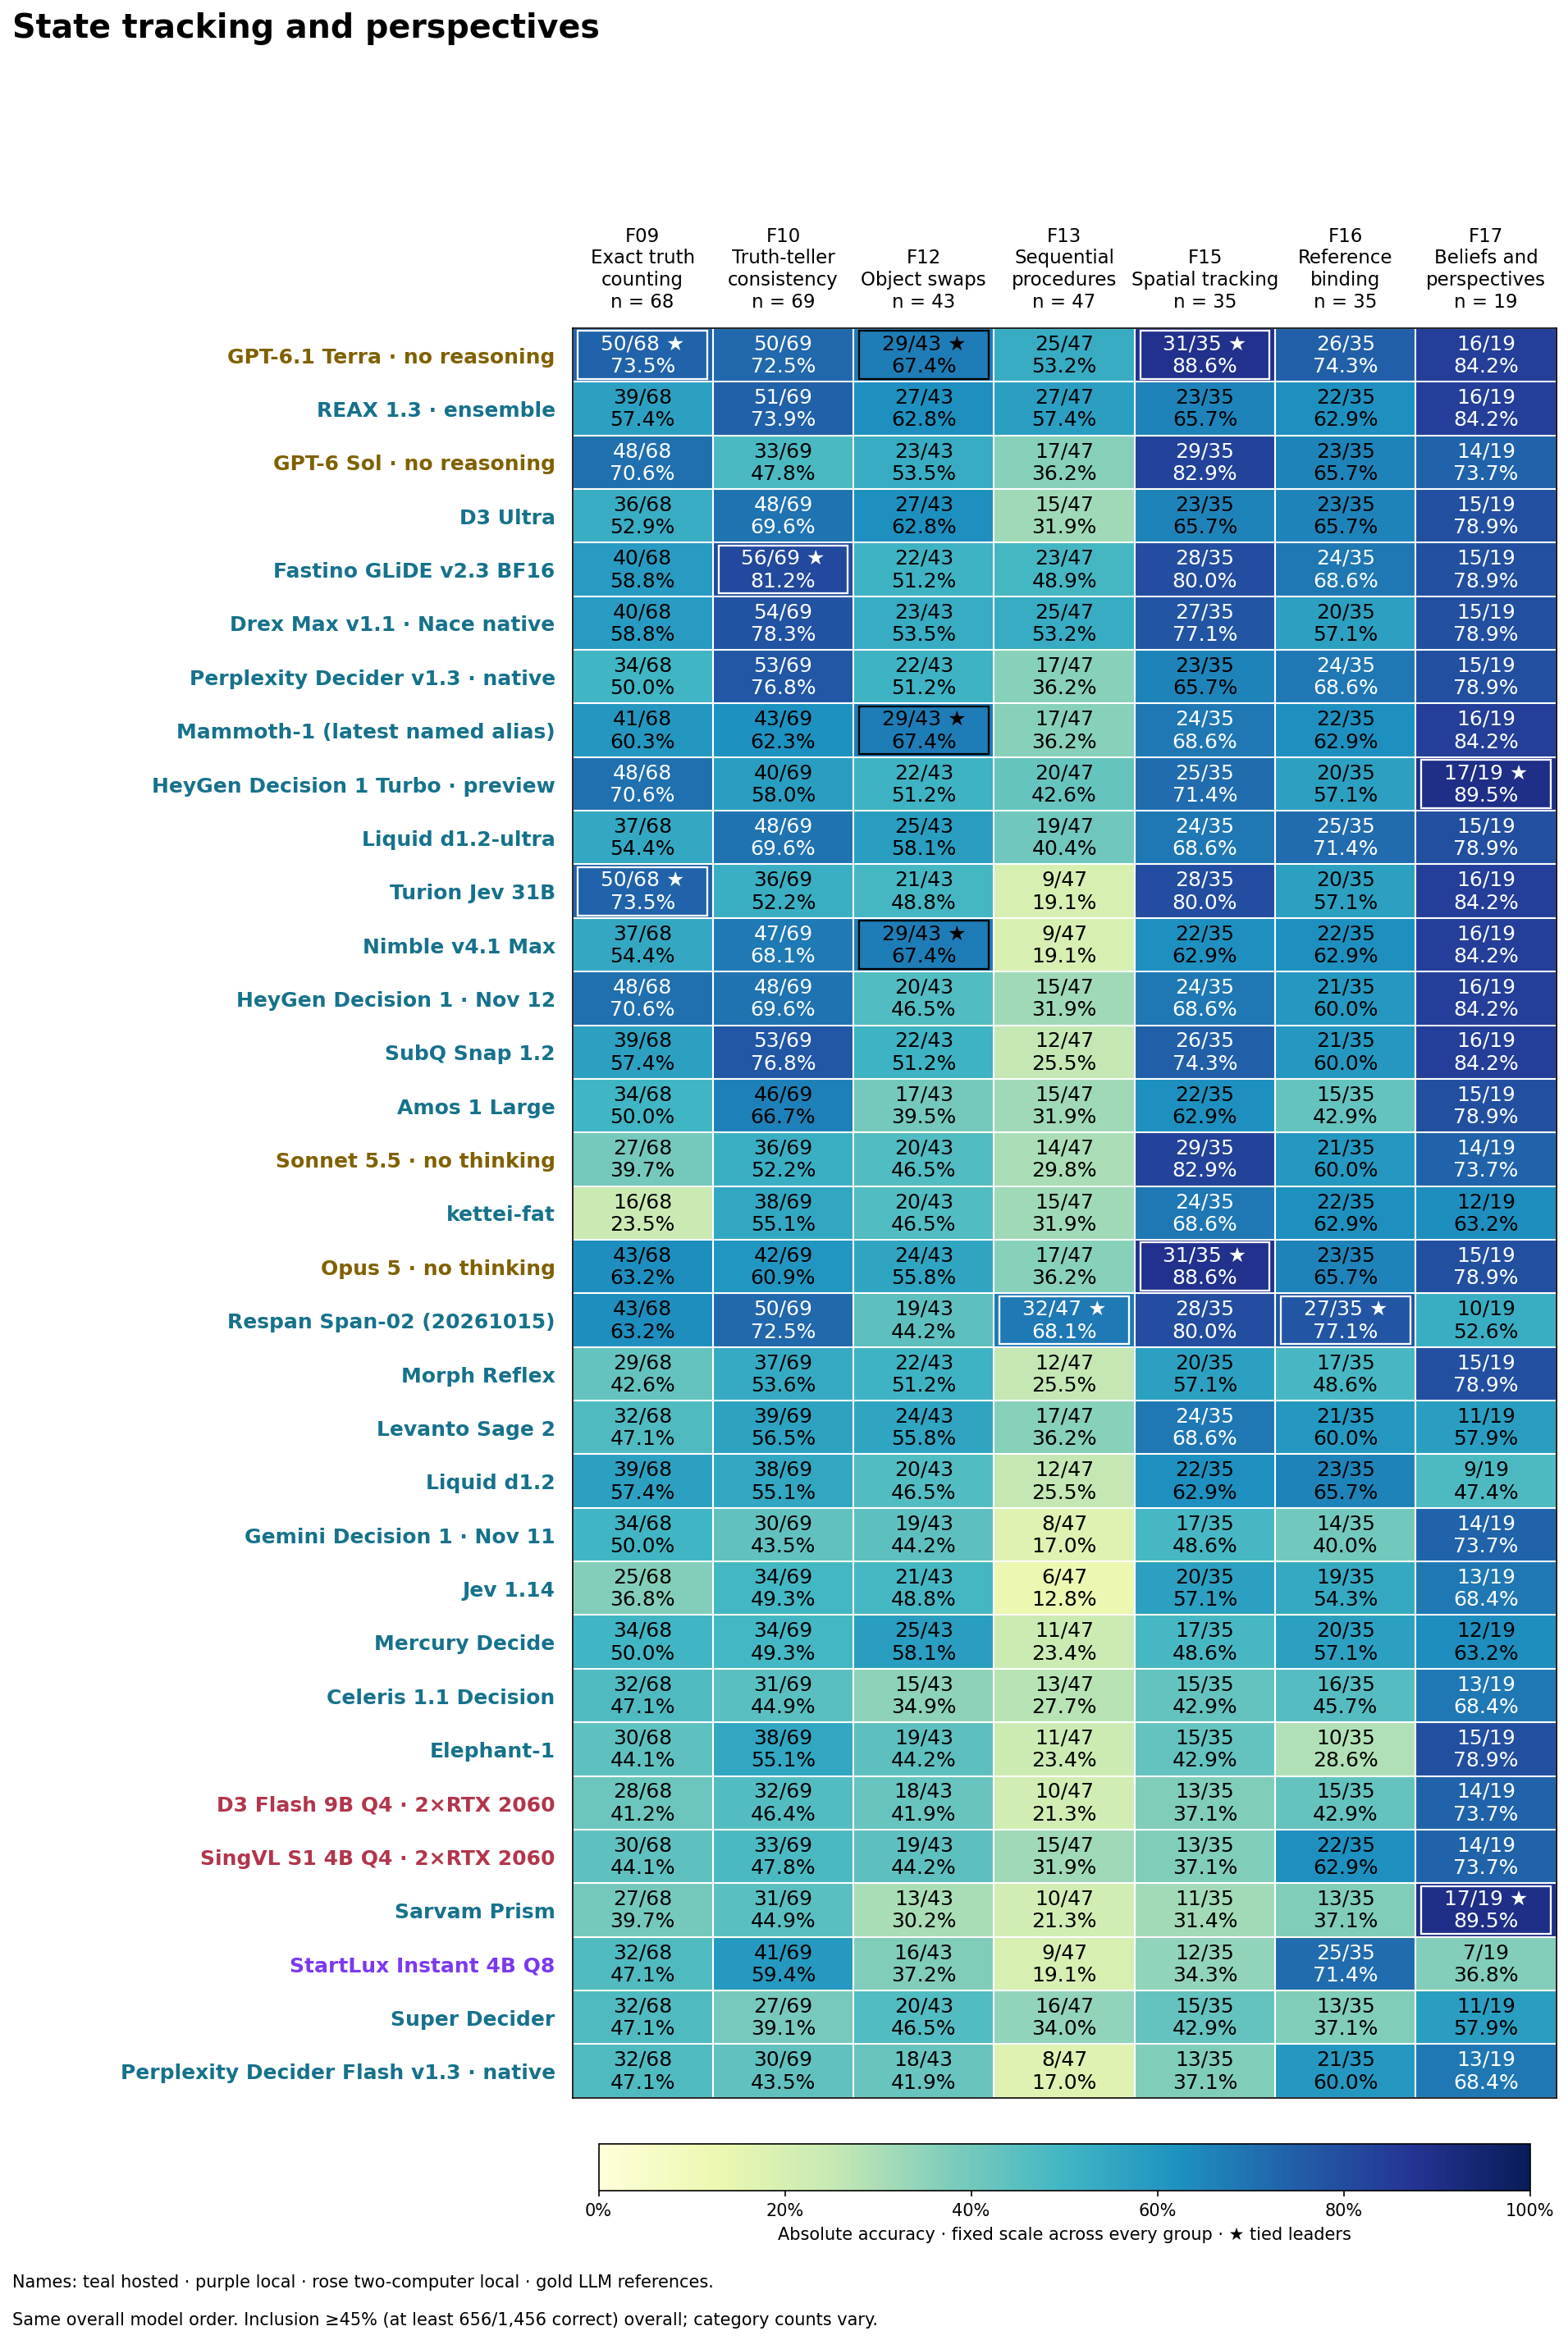 State tracking and perspectives
F09
Exact truth
counting
n = 68
F10
Truth-teller
consistency
n = 69
F12
Object swaps
n = 43
F13
Sequential
procedures
n = 47
F15
Spatial tracking
n = 35
F16
Reference
binding
n = 35
F17
Beliefs and
perspectives
n = 19
GPT-6.1 Terra · no reasoning
50/68 ★ 50/69 29/43 ★ 25/47 31/35 ★ 26/35 16/19
73.5% 72.5% 67.4% 53.2% 88.6% 74.3% 84.2%
REAX 1.3 · ensemble
39/68 51/69 27/43 27/47 23/35 22/35 16/19
57.4% 73.9% 62.8% 57.4% 65.7% 62.9% 84.2%
GPT-6 Sol · no reasoning
48/68 33/69 23/43 17/47 29/35 23/35 14/19
70.6% 47.8% 53.5% 36.2% 82.9% 65.7% 73.7%
D3 Ultra
36/68 48/69 27/43 15/47 23/35 23/35 15/19
52.9% 69.6% 62.8% 31.9% 65.7% 65.7% 78.9%
Fastino GLiDE v2.3 BF16
40/68 56/69 ★ 22/43 23/47 28/35 24/35 15/19
58.8% 81.2% 51.2% 48.9% 80.0% 68.6% 78.9%
Drex Max v1.1 · Nace native
40/68 54/69 23/43 25/47 27/35 20/35 15/19
58.8% 78.3% 53.5% 53.2% 77.1% 57.1% 78.9%
Perplexity Decider v1.3 · native
34/68 53/69 22/43 17/47 23/35 24/35 15/19
50.0% 76.8% 51.2% 36.2% 65.7% 68.6% 78.9%
Mammoth-1 (latest named alias)
41/68 43/69 29/43 ★ 17/47 24/35 22/35 16/19
60.3% 62.3% 67.4% 36.2% 68.6% 62.9% 84.2%
HeyGen Decision 1 Turbo · preview
48/68 40/69 22/43 20/47 25/35 20/35 17/19 ★
70.6% 58.0% 51.2% 42.6% 71.4% 57.1% 89.5%
Liquid d1.2-ultra
37/68 48/69 25/43 19/47 24/35 25/35 15/19
54.4% 69.6% 58.1% 40.4% 68.6% 71.4% 78.9%
Turion Jev 31B
50/68 ★ 36/69 21/43 9/47 28/35 20/35 16/19
73.5% 52.2% 48.8% 19.1% 80.0% 57.1% 84.2%
Nimble v4.1 Max
37/68 47/69 29/43 ★ 9/47 22/35 22/35 16/19
54.4% 68.1% 67.4% 19.1% 62.9% 62.9% 84.2%
HeyGen Decision 1 · Nov 12
48/68 48/69 20/43 15/47 24/35 21/35 16/19
70.6% 69.6% 46.5% 31.9% 68.6% 60.0% 84.2%
SubQ Snap 1.2
39/68 53/69 22/43 12/47 26/35 21/35 16/19
57.4% 76.8% 51.2% 25.5% 74.3% 60.0% 84.2%
Amos 1 Large
34/68 46/69 17/43 15/47 22/35 15/35 15/19
50.0% 66.7% 39.5% 31.9% 62.9% 42.9% 78.9%
Sonnet 5.5 · no thinking
27/68 36/69 20/43 14/47 29/35 21/35 14/19
39.7% 52.2% 46.5% 29.8% 82.9% 60.0% 73.7%
kettei-fat
16/68 38/69 20/43 15/47 24/35 22/35 12/19
23.5% 55.1% 46.5% 31.9% 68.6% 62.9% 63.2%
Opus 5 · no thinking
43/68 42/69 24/43 17/47 31/35 ★ 23/35 15/19
63.2% 60.9% 55.8% 36.2% 88.6% 65.7% 78.9%
Respan Span-02 (20261015)
43/68 50/69 19/43 32/47 ★ 28/35 27/35 ★ 10/19
63.2% 72.5% 44.2% 68.1% 80.0% 77.1% 52.6%
Morph Reflex
29/68 37/69 22/43 12/47 20/35 17/35 15/19
42.6% 53.6% 51.2% 25.5% 57.1% 48.6% 78.9%
Levanto Sage 2
32/68 39/69 24/43 17/47 24/35 21/35 11/19
47.1% 56.5% 55.8% 36.2% 68.6% 60.0% 57.9%
Liquid d1.2
39/68 38/69 20/43 12/47 22/35 23/35 9/19
57.4% 55.1% 46.5% 25.5% 62.9% 65.7% 47.4%
Gemini Decision 1 · Nov 11
34/68 30/69 19/43 8/47 17/35 14/35 14/19
50.0% 43.5% 44.2% 17.0% 48.6% 40.0% 73.7%
Jev 1.14
25/68 34/69 21/43 6/47 20/35 19/35 13/19
36.8% 49.3% 48.8% 12.8% 57.1% 54.3% 68.4%
Mercury Decide
34/68 34/69 25/43 11/47 17/35 20/35 12/19
50.0% 49.3% 58.1% 23.4% 48.6% 57.1% 63.2%
Celeris 1.1 Decision
32/68 31/69 15/43 13/47 15/35 16/35 13/19
47.1% 44.9% 34.9% 27.7% 42.9% 45.7% 68.4%
Elephant-1
30/68 38/69 19/43 11/47 15/35 10/35 15/19
44.1% 55.1% 44.2% 23.4% 42.9% 28.6% 78.9%
D3 Flash 9B Q4 · 2×RTX 2060
28/68 32/69 18/43 10/47 13/35 15/35 14/19
41.2% 46.4% 41.9% 21.3% 37.1% 42.9% 73.7%
SingVL S1 4B Q4 · 2×RTX 2060
30/68 33/69 19/43 15/47 13/35 22/35 14/19
44.1% 47.8% 44.2% 31.9% 37.1% 62.9% 73.7%
Sarvam Prism
27/68 31/69 13/43 10/47 11/35 13/35 17/19 ★
39.7% 44.9% 30.2% 21.3% 31.4% 37.1% 89.5%
StartLux Instant 4B Q8
32/68 41/69 16/43 9/47 12/35 25/35 7/19
47.1% 59.4% 37.2% 19.1% 34.3% 71.4% 36.8%
Super Decider
32/68 27/69 20/43 16/47 15/35 13/35 11/19
47.1% 39.1% 46.5% 34.0% 42.9% 37.1% 57.9%
Perplexity Decider Flash v1.3 · native
32/68 30/69 18/43 8/47 13/35 21/35 13/19
47.1% 43.5% 41.9% 17.0% 37.1% 60.0% 68.4%
0% 20% 40% 60% 80% 100%
Absolute accuracy · fixed scale across every group · ★ tied leaders
Names: teal hosted · purple local · rose two-computer local · gold LLM references.
Same overall model order. Inclusion ≥45% (at least 656/1,456 correct) overall; category counts vary.